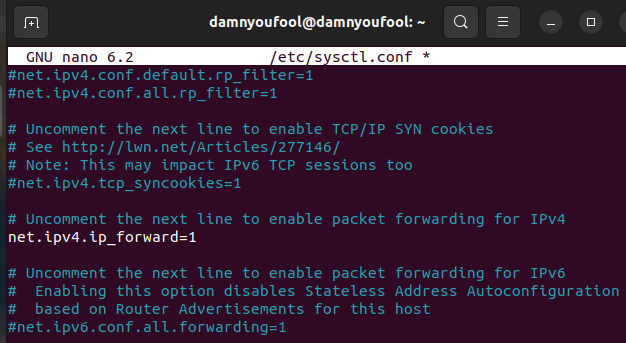 damnyoufool@damnyoufool: ~
GNU nano 6.2 /etc/sysctl.conf *
#net.ipv4.conf.default.rp_filter=1
#net.ipv4.conf.all.rp_filter=1
# Uncomment the next line to enable TCP/IP SYN cookies
# See http://lwn.net/Articles/277146/
# Note: This may impact IPv6 TCP sessions too
#net.ipv4.tcp_syncookies=1
# Uncomment the next line to enable packet forwarding for IPv4
net.ipv4.ip_forward=1
# Uncomment the next line to enable packet forwarding for IPv6
#  Enabling this option disables Stateless Address Autoconfiguration
#  based on Router Advertisements for this host
#net.ipv6.conf.all.forwarding=1